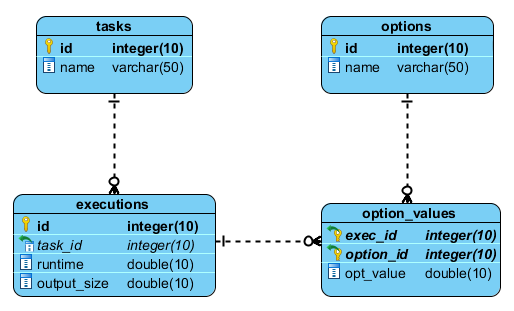 tasks
id integer(10)
name varchar(50)
options
id integer(10)
name varchar(50)
executions
id integer(10)
task_id integer(10)
runtime double(10)
output_size double(10)
option_values
exec_id integer(10)
option_id integer(10)
opt_value double(10)